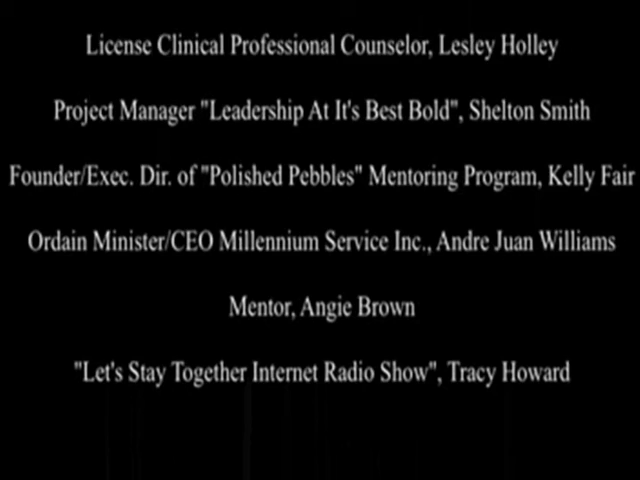 License Clinical Professional Counselor, Lesley Holley
Project Manager "Leadership At It's Best Bold", Shelton Smith
Founder/Exec. Dir. of "Polished Pebbles" Mentoring Program, Kelly Fair
Ordain Minister/CEO Millennium Service Inc., Andre Juan Williams
Mentor, Angie Brown
"Let's Stay Together Internet Radio Show", Tracy Howard